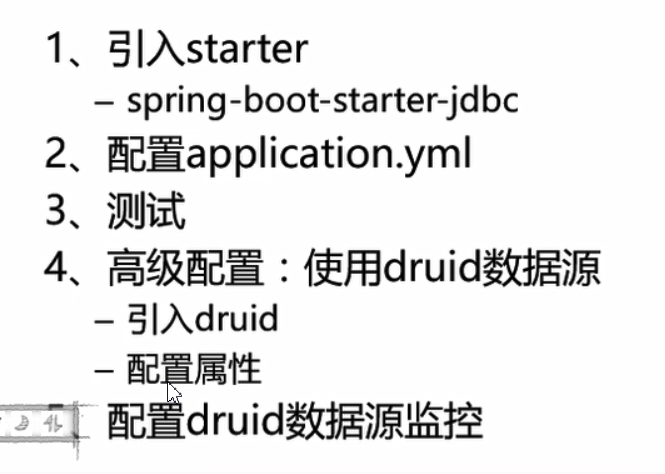 1、引入starter
– spring-boot-starter-jdbc
2、配置application.yml
3、测试
4、高级配置：使用druid数据源
– 引入druid
– 配置属性
、配置druid数据源监控